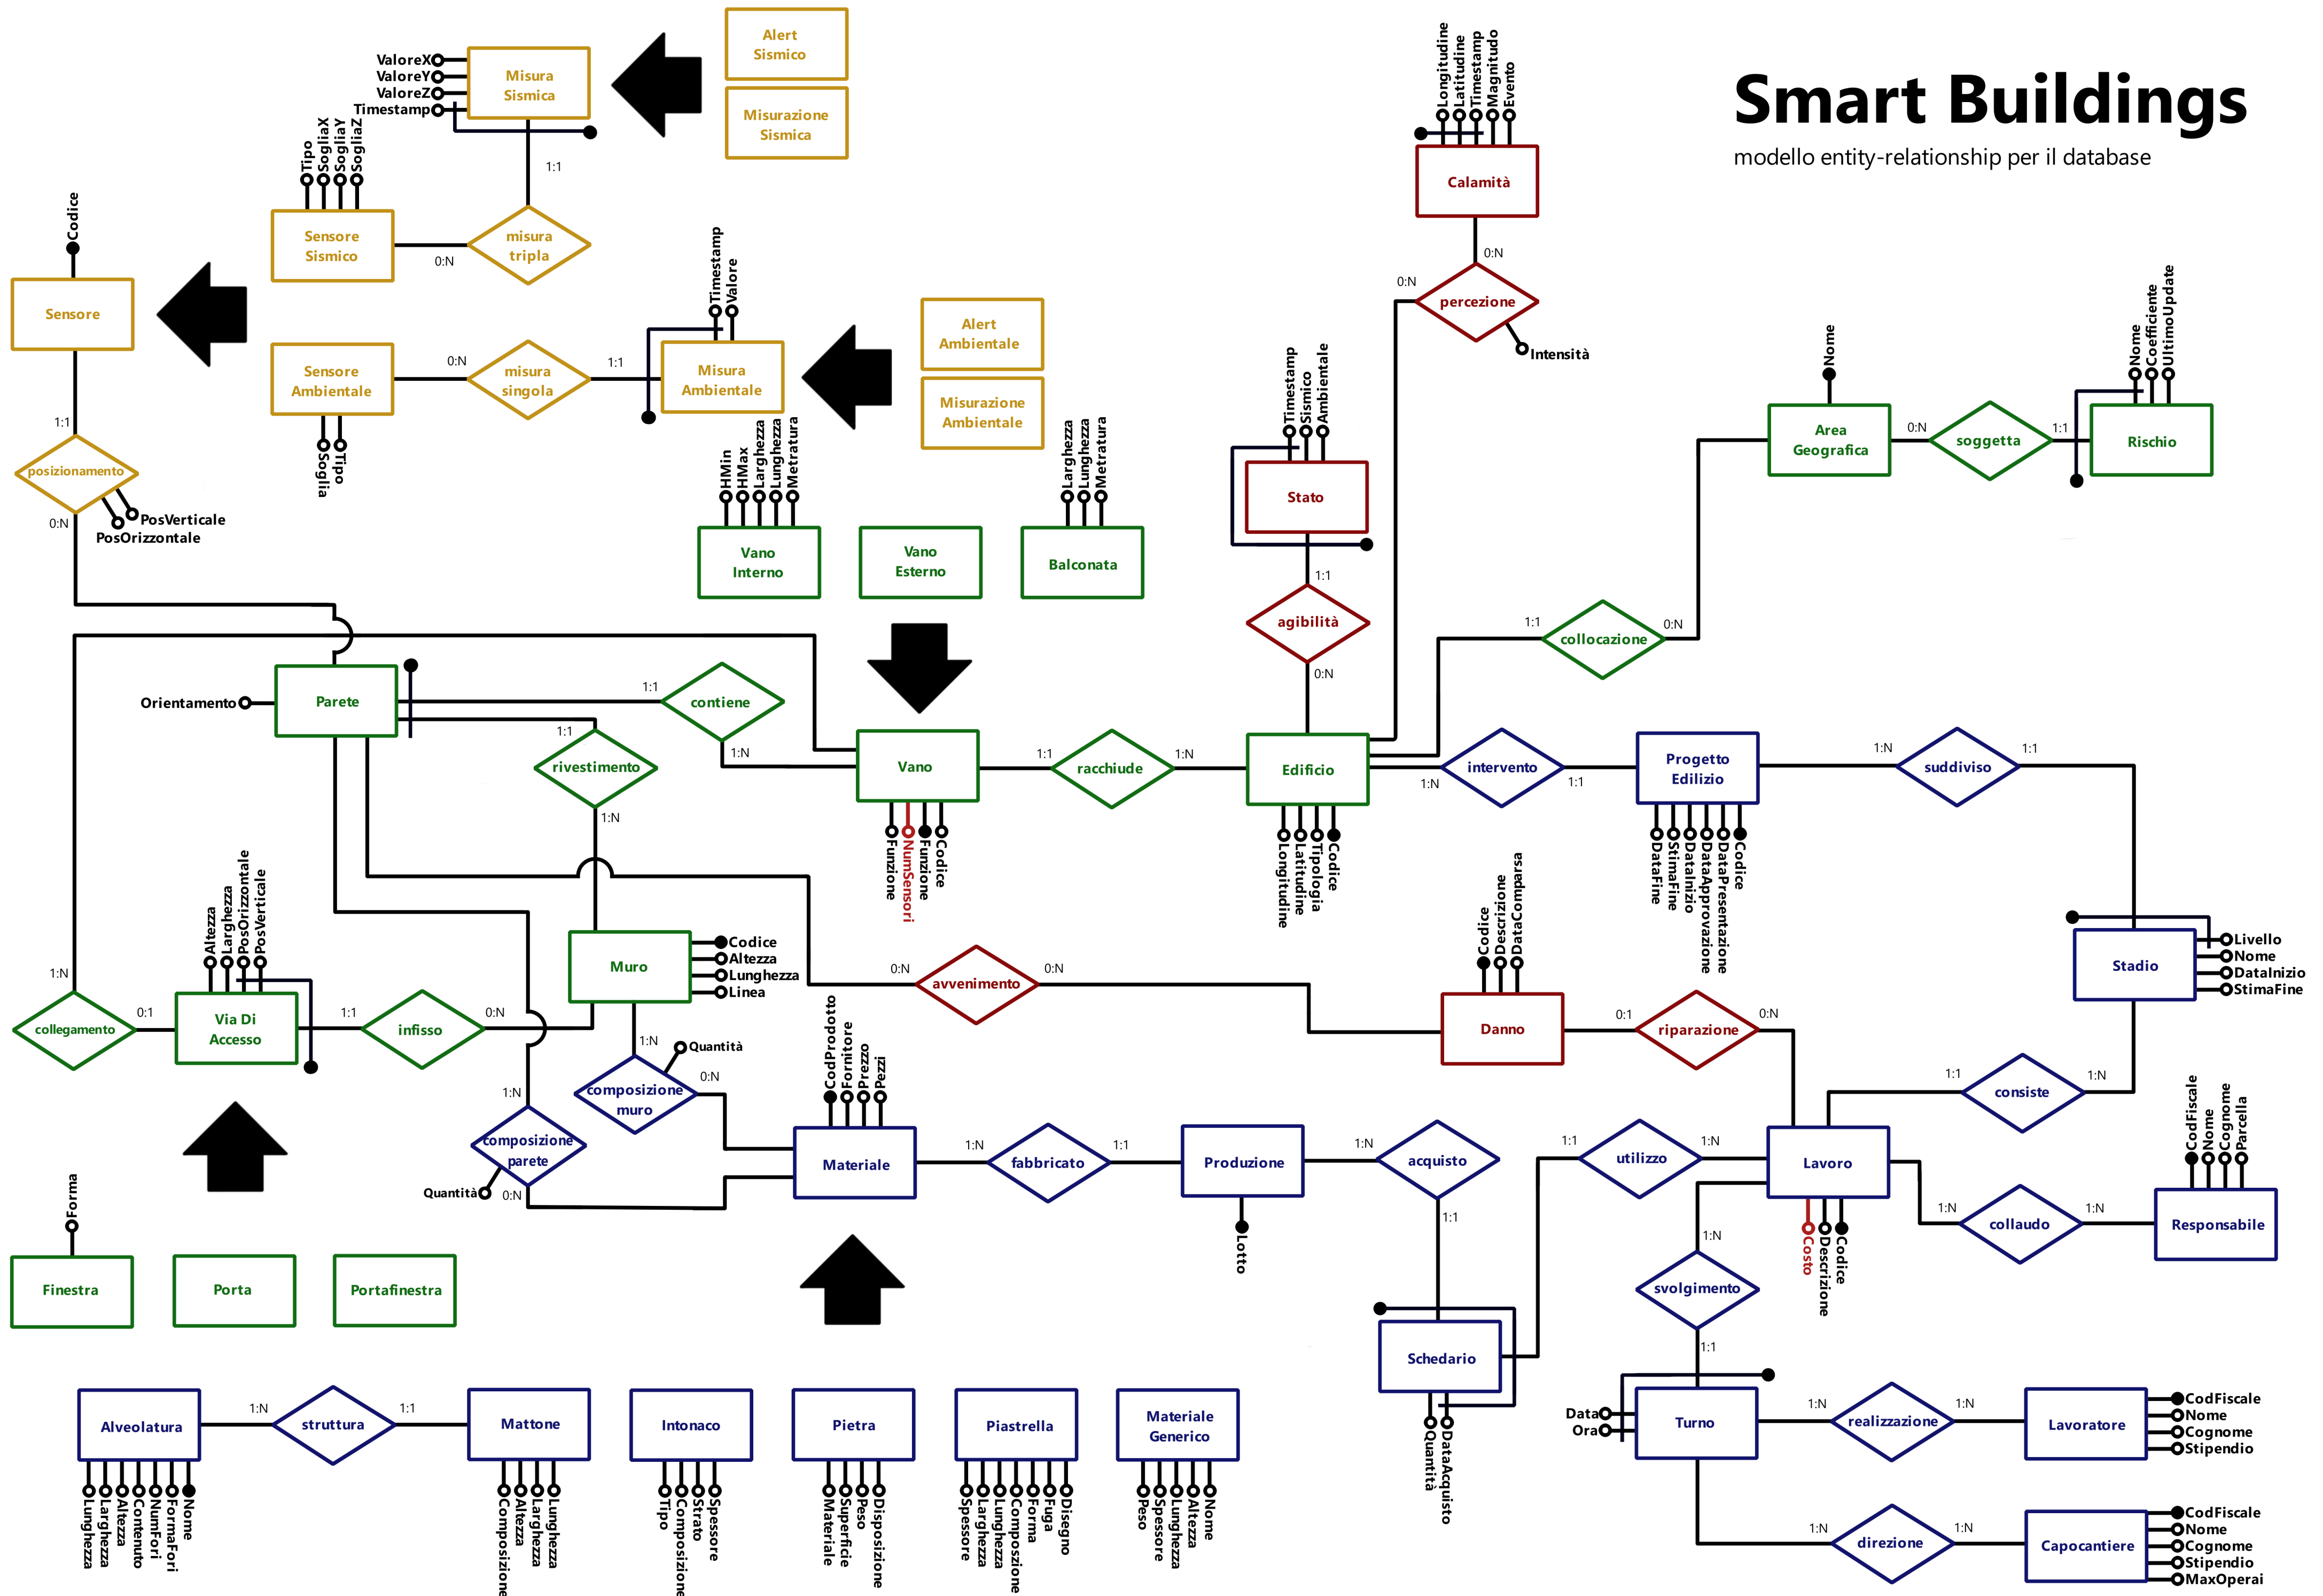 Smart Buildings
modello entity-relationship per il database
Alert
Sismico
Misurazione
Sismica
Misura
Sismica
ValoreX
ValoreY
ValoreZ
Timestamp
1:1
misura
tripla
0:N
Sensore
Sismico
Tipo
SogliaX
SogliaY
SogliaZ
Codice
Sensore
1:1
posizionamento
PosVerticale
PosOrizzontale
0:N
Sensore
Ambientale
Soglia
Tipo
0:N
misura
singola
1:1
Misura
Ambientale
Timestamp
Valore
Alert
Ambientale
Misurazione
Ambientale
HMin
HMax
Larghezza
Lunghezza
Metratura
Vano
Interno
Vano
Esterno
Larghezza
Lunghezza
Metratura
Balconata
Longitudine
Latitudine
Timestamp
Magnitudo
Evento
Calamità
0:N
0:N
percezione
Intensità
Timestamp
Sismico
Ambientale
Stato
1:1
agibilità
0:N
Nome
Area
Geografica
0:N
soggetta
1:1
Nome
Coefficiente
UltimoUpdate
Rischio
1:1
collocazione
0:N
Orientamento
Parete
1:1
contiene
1:N
1:1
rivestimento
1:N
Vano
Funzione
NumSensori
Funzione
Codice
1:1
racchiude
1:N
Edificio
Longitudine
Latitudine
Tipologia
Codice
1:N
intervento
1:1
Progetto
Edilizio
DataFine
StimaFine
DataInizio
DataApprovazione
DataPresentazione
Codice
1:N
suddiviso
1:1
Stadio
Livello
Nome
DataInizio
StimaFine
1:N
collegamento
0:1
Altezza
Larghezza
PosOrizzontale
PosVerticale
Via Di
Accesso
1:1
infisso
0:N
Muro
Codice
Altezza
Lunghezza
Linea
0:N
avvenimento
0:N
Codice
Descrizione
DataComparsa
Danno
0:1
riparazione
0:N
1:N
composizione
muro
Quantità
0:N
1:N
composizione
parete
Quantità
0:N
CodProdotto
Fornitore
Prezzo
Pezzi
Materiale
1:N
fabbricato
1:1
Produzione
Lotto
1:N
acquisto
1:1
1:1
utilizzo
1:N
Lavoro
Costo
Descrizione
Codice
1:1
consiste
1:N
1:N
collaudo
1:N
CodFiscale
Nome
Cognome
Parcella
Responsabile
Forma
Finestra
Porta
Portafinestra
Schedario
Quantità
DataAcquisto
1:N
svolgimento
1:1
Data
Ora
Turno
1:N
realizzazione
1:N
Lavoratore
CodFiscale
Nome
Cognome
Stipendio
1:N
direzione
1:N
Capocantiere
CodFiscale
Nome
Cognome
Stipendio
MaxOperai
Alveolatura
Lunghezza
Larghezza
Altezza
Contenuto
NumFori
FormaFori
Nome
1:N
struttura
1:1
Mattone
Composizione
Altezza
Larghezza
Lunghezza
Intonaco
Tipo
Composizione
Strato
Spessore
Pietra
Materiale
Superficie
Peso
Disposizione
Piastrella
Spessore
Larghezza
Lunghezza
Composzione
Forma
Fuga
Disegno
Materiale
Generico
Peso
Spessore
Lunghezza
Altezza
Nome